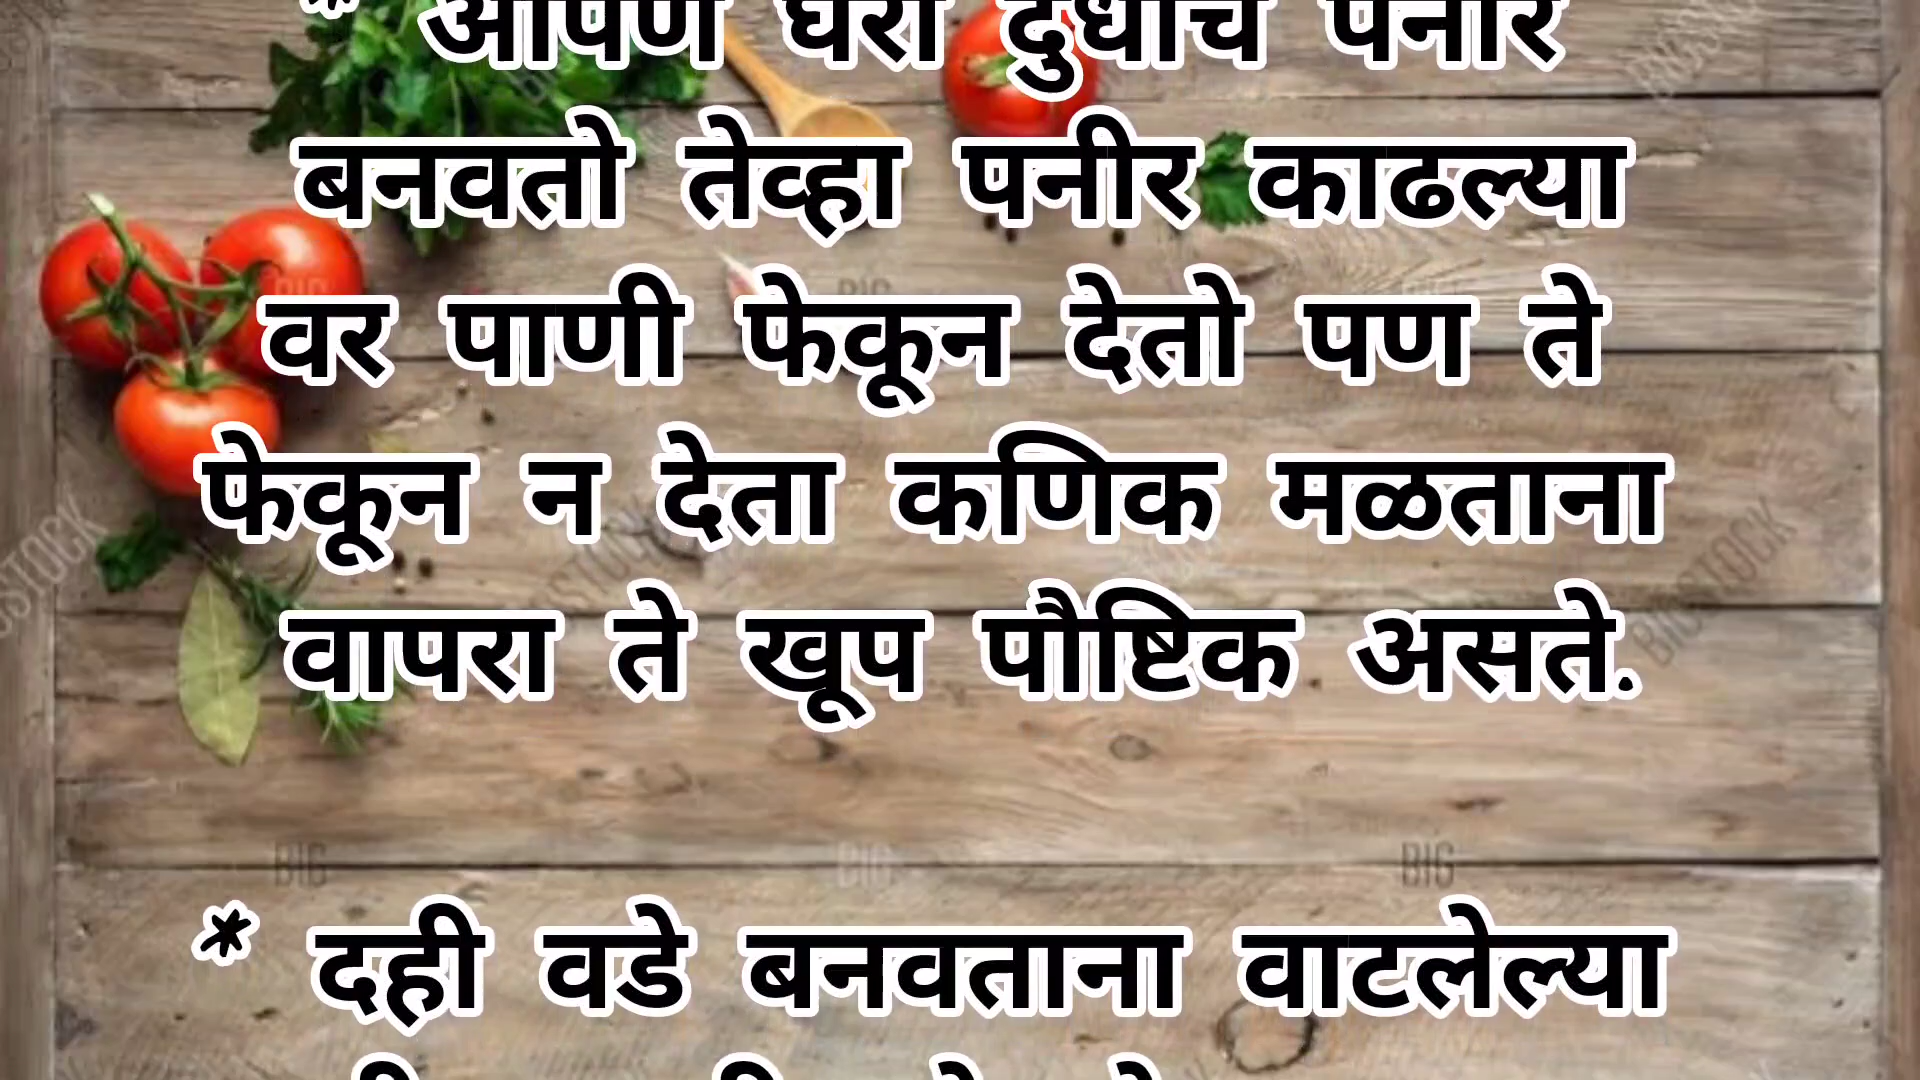 * आपण घरी दुधाचे पनीर
बनवतो तेव्हा पनीर काढल्या
वर पाणी फेकून देतो पण ते
फेकून न देता कणिक मळताना
वापरा ते खूप पौष्टिक असते.
* दही वडे बनवताना वाटलेल्या